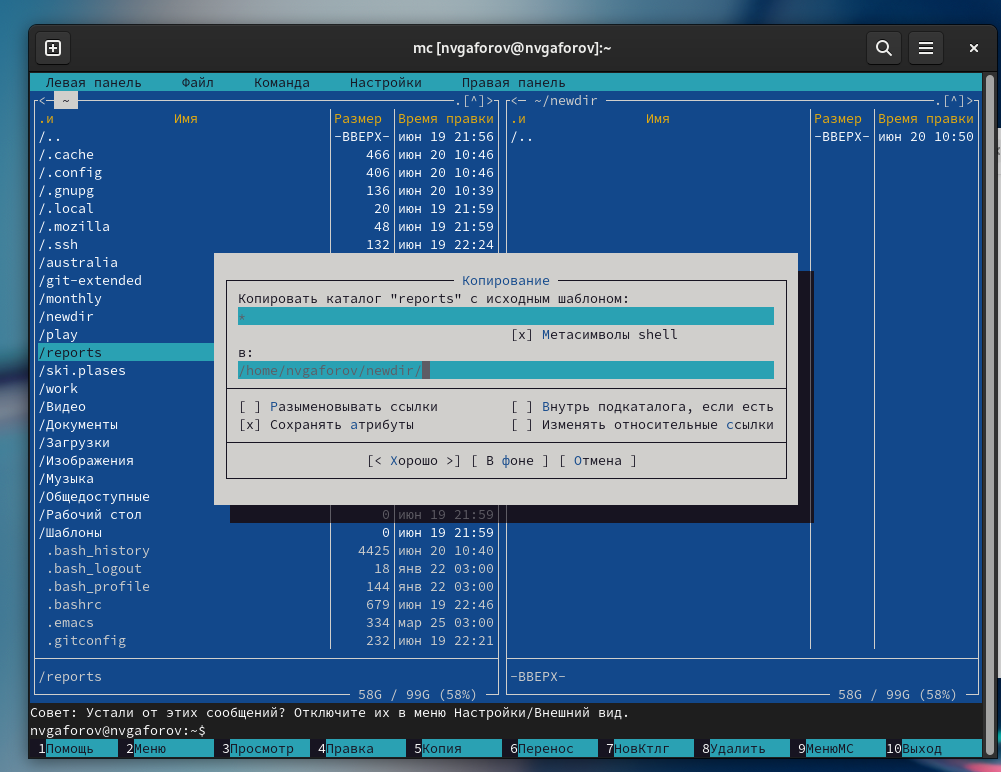 mc [nvgaforov@nvgaforov]:~
Левая панель Файл Команда Настройки Правая панель
<- ~ .[^]> <- ~/newdir .[^]>
.и Имя Размер Время правки .и Имя Размер Время правки
/.. -ВВЕРХ- июн 19 21:56 /.. -ВВЕРХ- июн 20 10:50
/.cache 466 июн 20 10:46
/.config 406 июн 20 10:46
/.gnupg 136 июн 20 10:39
/.local 20 июн 19 21:59
/.mozilla 48 июн 19 21:59
/.ssh 132 июн 19 22:24
/australia
/git-extended
/monthly
/newdir
/play
/reports
/ski.plases
/work
/Видео
/Документы
/Загрузки
/Изображения
/Музыка
/Общедоступные
/Рабочий стол 0 июн 19 21:59
/Шаблоны 0 июн 19 21:59
.bash_history 4425 июн 20 10:40
.bash_logout 18 янв 22 03:00
.bash_profile 144 янв 22 03:00
.bashrc 679 июн 19 22:46
.emacs 334 мар 25 03:00
.gitconfig 232 июн 19 22:21
Копирование
Копировать каталог "reports" с исходным шаблоном:
*
[x] Метасимволы shell
в:
/home/nvgaforov/newdir/
[ ] Разыменовывать ссылки [ ] Внутрь подкаталога, если есть
[x] Сохранять атрибуты [ ] Изменять относительные ссылки
[< Хорошо >] [ В фоне ] [ Отмена ]
/reports -ВВЕРХ-
58G / 99G (58%) 58G / 99G (58%)
Совет: Устали от этих сообщений? Отключите их в меню Настройки/Внешний вид.
nvgaforov@nvgaforov:~$
1Помощь 2Меню 3Просмотр 4Правка 5Копия 6Перенос 7НовКтлг 8Удалить 9МенюMC 10Выход